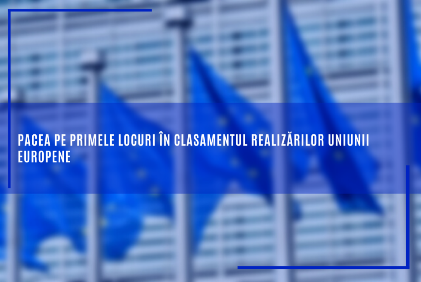 PACEA PE PRIMELE LOCURI ÎN CLASAMENTUL REALIZĂRILOR UNIUNII
EUROPENE